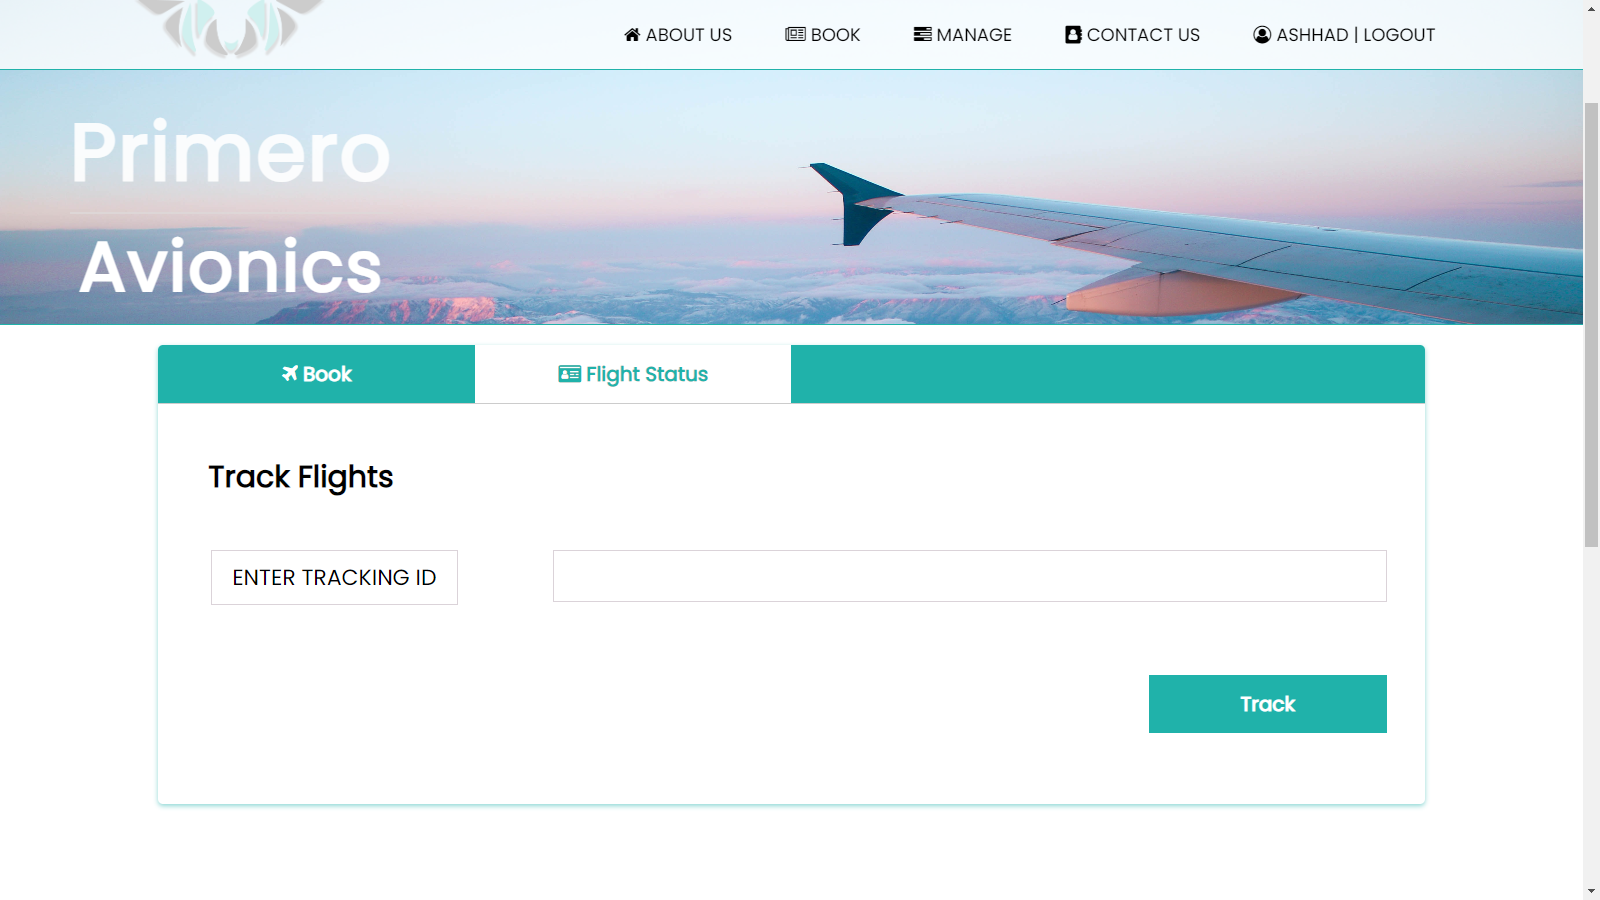 ABOUT US BOOK MANAGE CONTACT US ASHHAD | LOGOUT
Primero
Avionics
Book Flight Status
Track Flights
ENTER TRACKING ID
Track